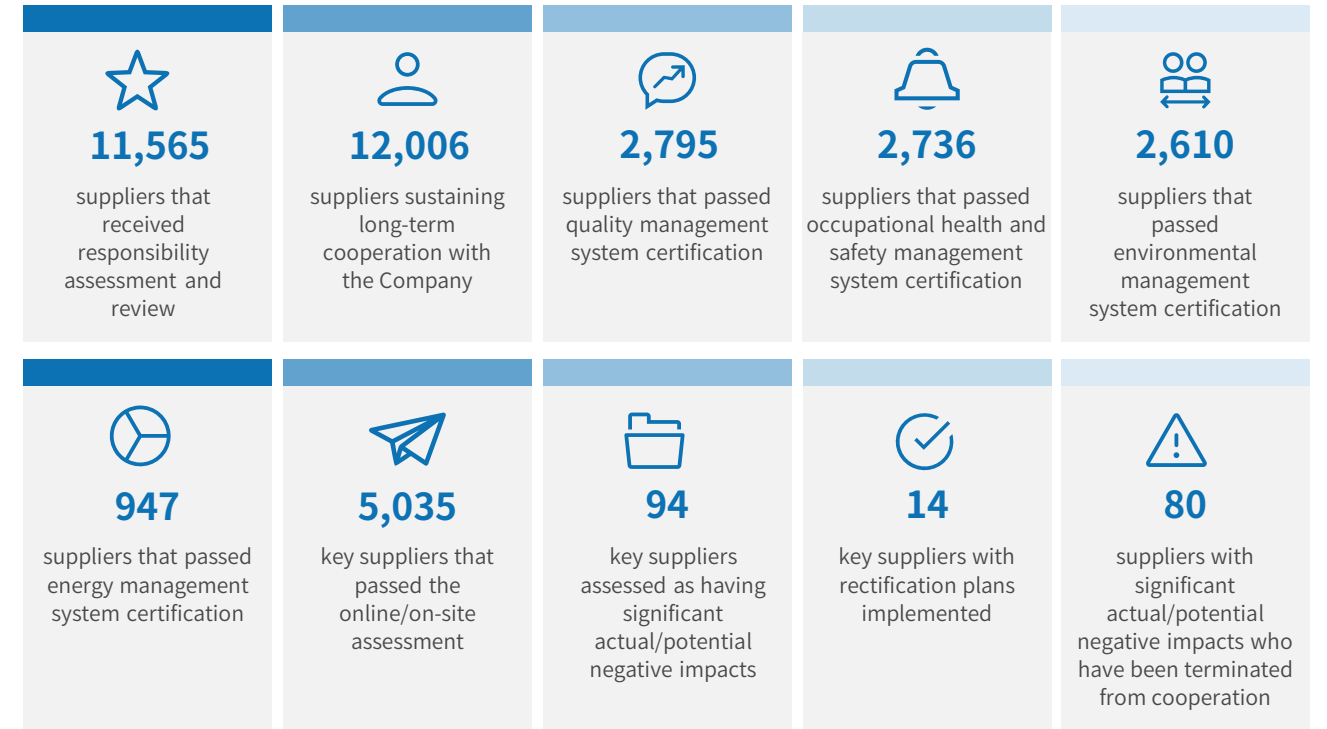 11,565
suppliers that
received
responsibility
assessment and
review
12,006
suppliers sustaining
long-term
cooperation with
the Company
2,795
suppliers that passed
quality management
system certification
2,736
suppliers that passed
occupational health and
safety management
system certification
2,610
suppliers that
passed
environmental
management
system certification
947
suppliers that passed
energy management
system certification
5,035
key suppliers that
passed the
online/on-site
assessment
94
key suppliers
assessed as having
significant
actual/potential
negative impacts
14
key suppliers with
rectification plans
implemented
80
suppliers with
significant
actual/potential
negative impacts who
have been terminated
from cooperation